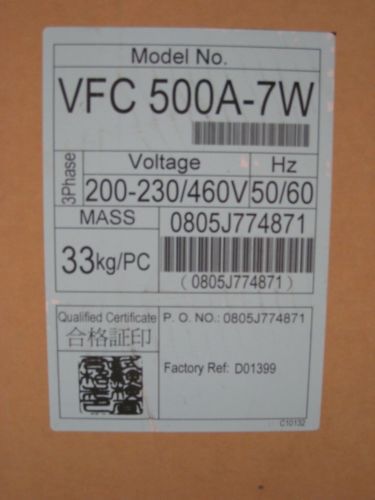 Model No.
VFC 500A-7W
3Phase
Voltage
Hz
200-230/460V
50/60
MASS
0805J774871
33kg/PC
(0805J774871)
Qualified Certificate
合格証印
P. O. NO.: 0805J774871
Factory Ref: D01399
C10132